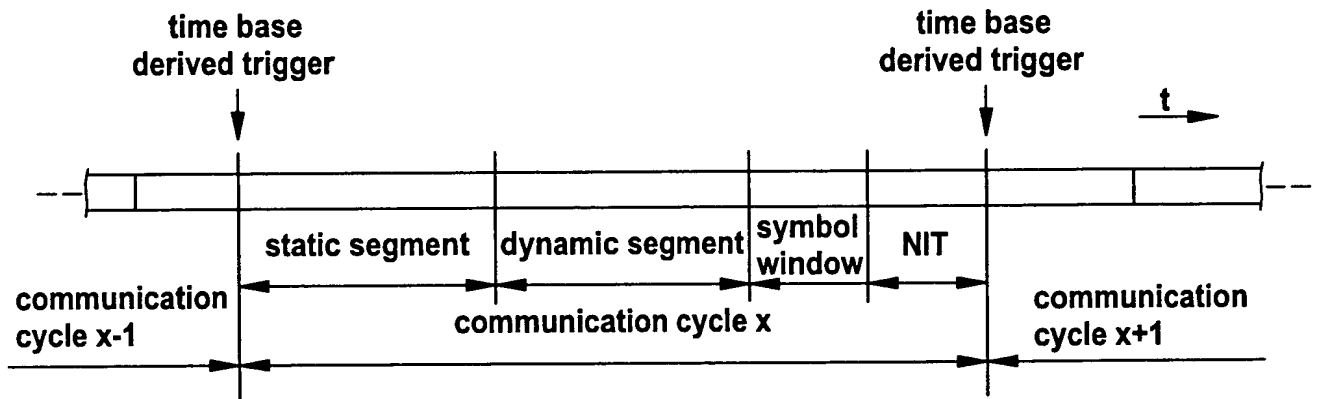 time base
derived trigger
time base
derived trigger
t
static segment
dynamic segment
symbol
window
NIT
communication
cycle x-1
communication cycle x
communication
cycle x+1